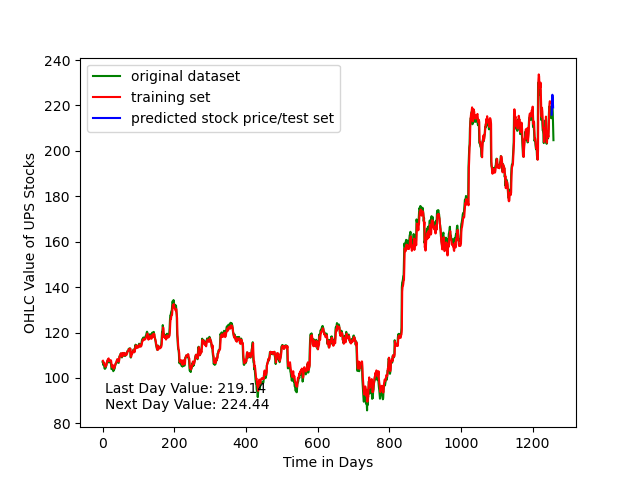 240
220
200
180
160
140
120
100
80
OHLC Value of UPS Stocks
original dataset
training set
predicted stock price/test set
Last Day Value: 219.14
Next Day Value: 224.44
0 200 400 600 800 1000 1200
Time in Days